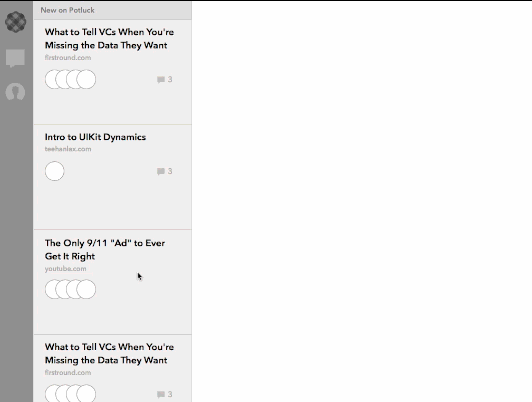 New on Potluck
What to Tell VCs When You're
Missing the Data They Want
firstround.com
3
Intro to UIKit Dynamics
teehanlax.com
3
The Only 9/11 "Ad" to Ever
Get It Right
youtube.com
What to Tell VCs When You're
Missing the Data They Want
firstround.com
3